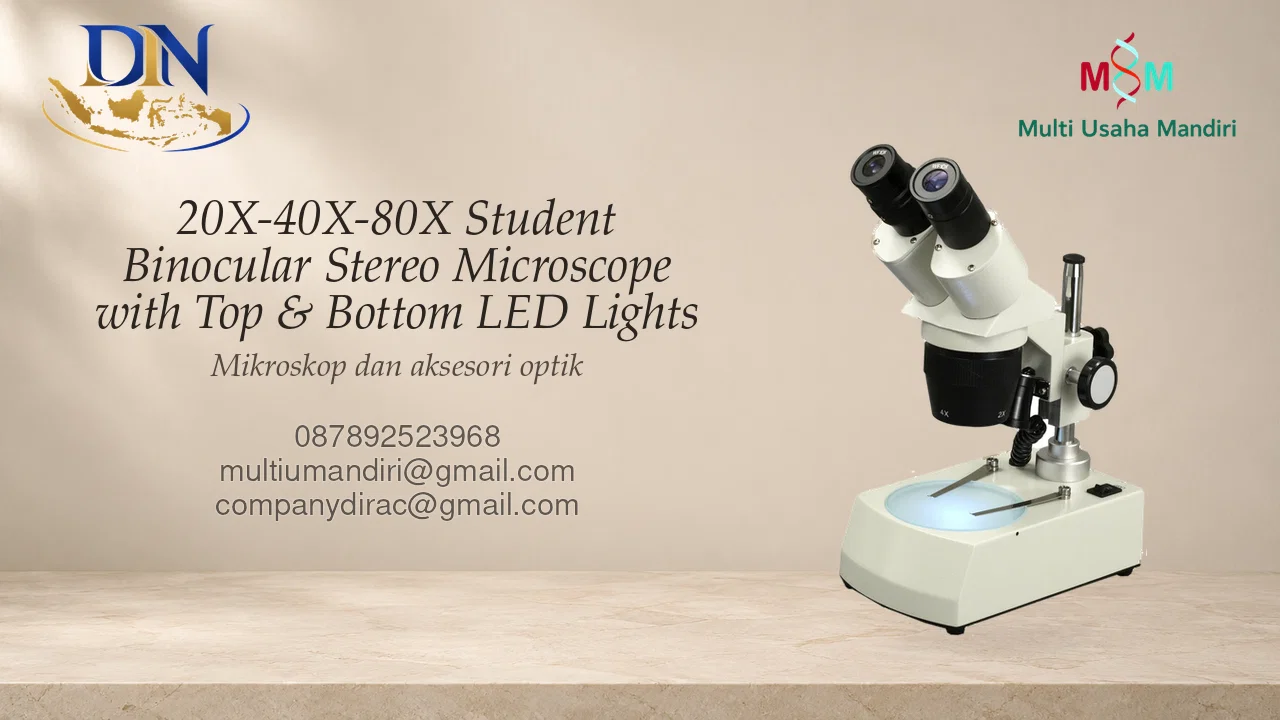 DN
M M
Multi Usaha Mandiri
20X-40X-80X Student
Binocular Stereo Microscope
with Top & Bottom LED Lights
Mikroskop dan aksesori optik
087892523968
multiumandiri@gmail.com
companydirac@gmail.com
4X
2X